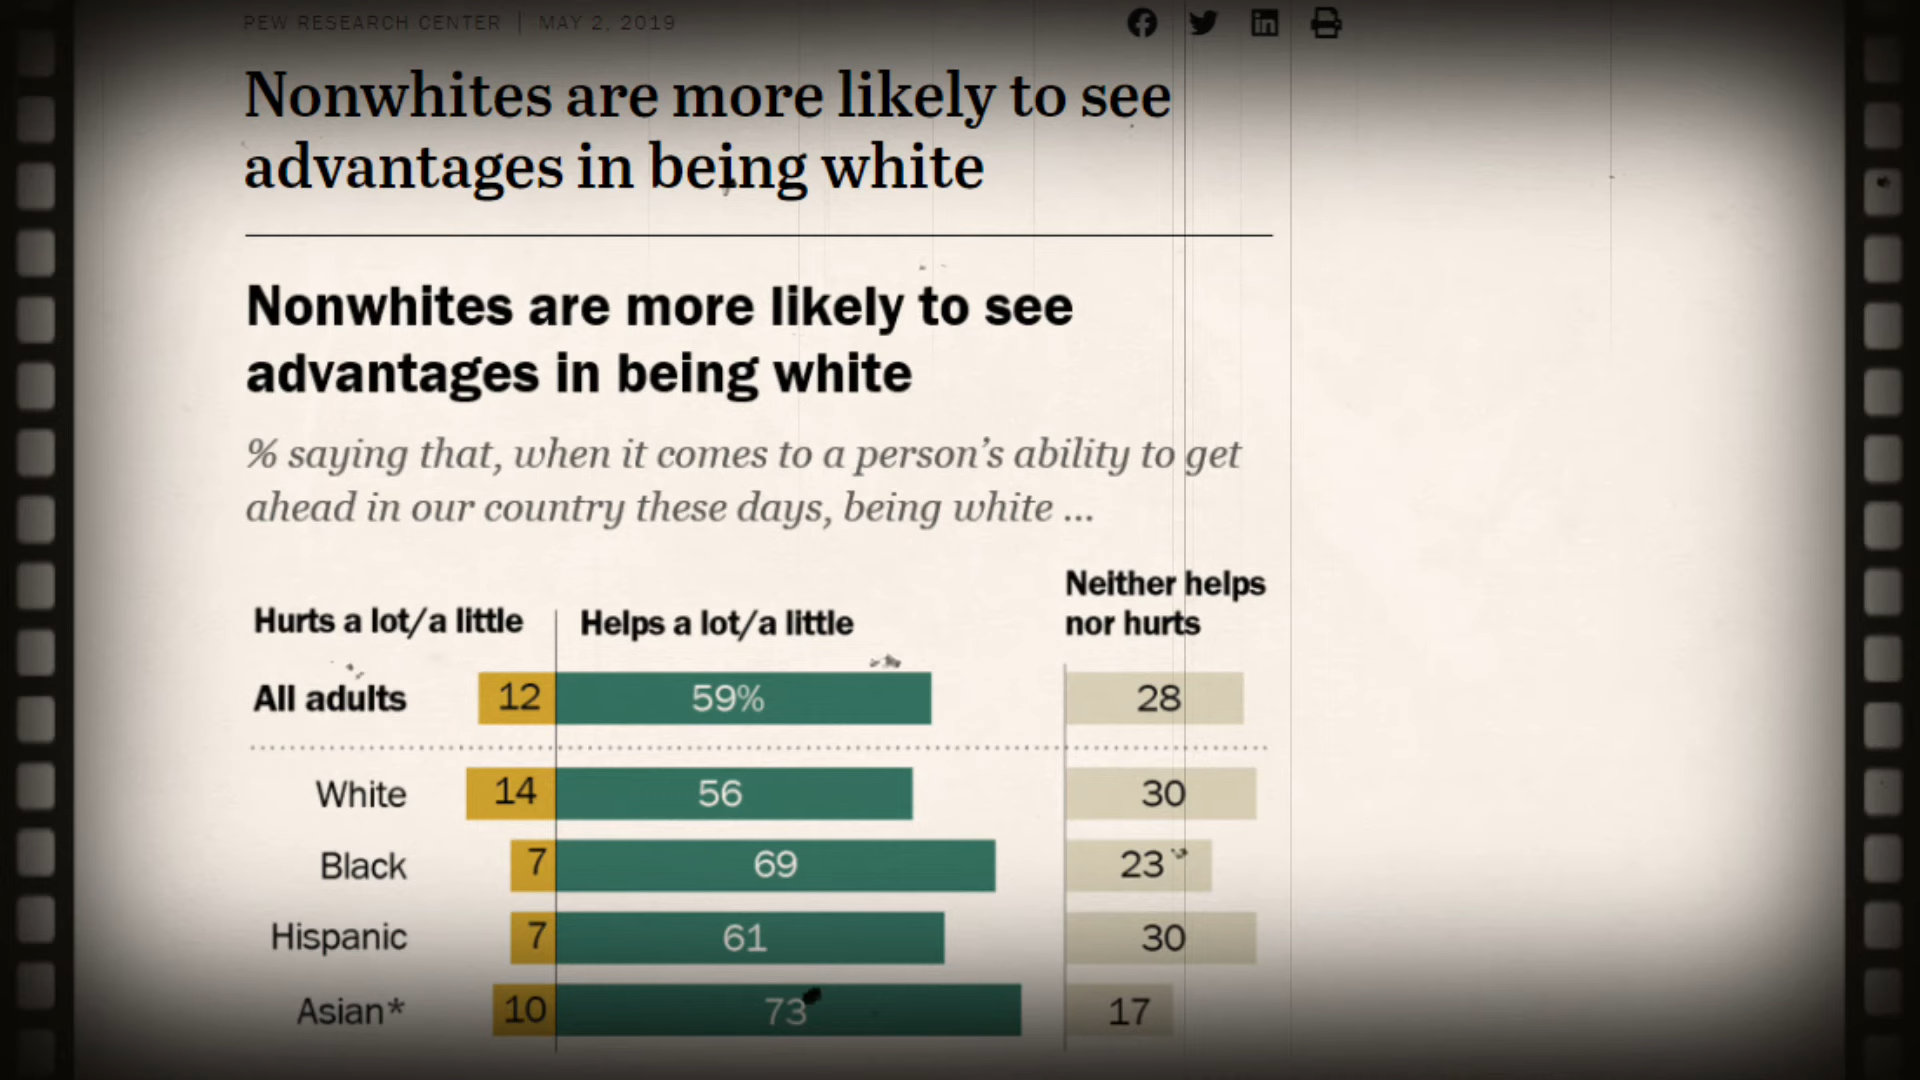 PEW RESEARCH CENTER | MAY 2, 2019
Nonwhites are more likely to see
advantages in being white
Nonwhites are more likely to see
advantages in being white
% saying that, when it comes to a person's ability to get
ahead in our country these days, being white ...
Hurts a lot/a little Helps a lot/a little Neither helps
nor hurts
All adults 12 59% 28
White 14 56 30
Black 7 69 23
Hispanic 7 61 30
Asian* 10 73 17